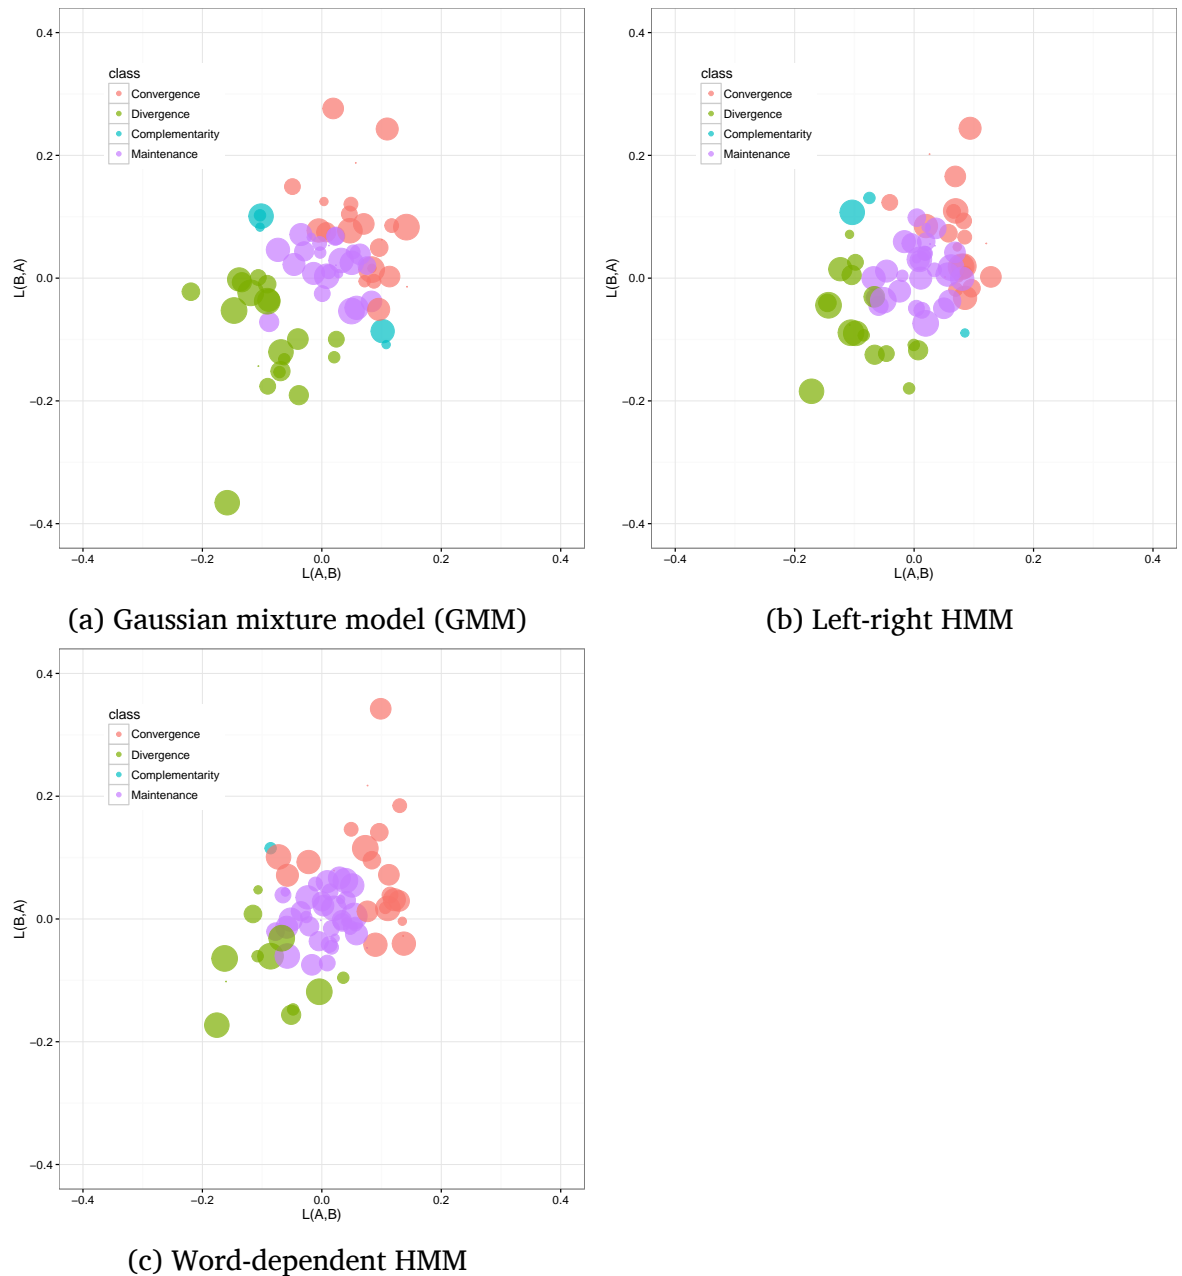 0.4
0.2
0.0
−0.2
−0.4
L(B,A)
class
Convergence
Divergence
Complementarity
Maintenance
−0.4 −0.2 0.0 0.2 0.4
L(A,B)
(a) Gaussian mixture model (GMM)
0.4
0.2
0.0
−0.2
−0.4
L(B,A)
class
Convergence
Divergence
Complementarity
Maintenance
−0.4 −0.2 0.0 0.2 0.4
L(A,B)
(b) Left-right HMM
0.4
0.2
0.0
−0.2
−0.4
L(B,A)
class
Convergence
Divergence
Complementarity
Maintenance
−0.4 −0.2 0.0 0.2 0.4
L(A,B)
(c) Word-dependent HMM